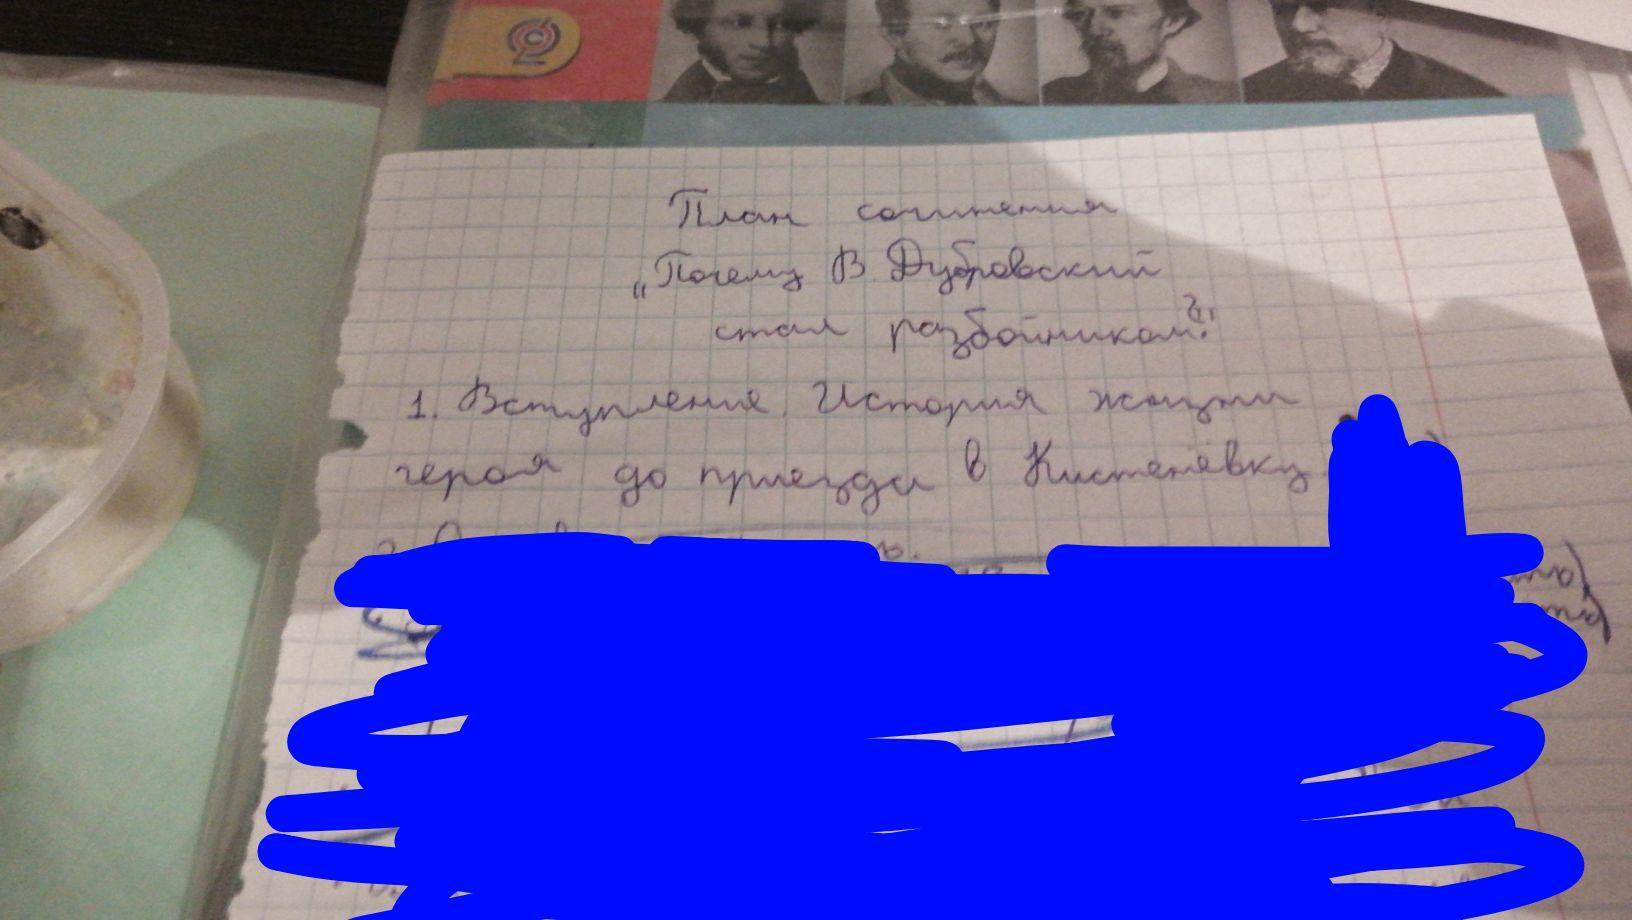 План сочинения
„Почему В. Дубровский
стал разбойником?"
1. Вступление. История жизни
героя до приезда в Кистенёвку